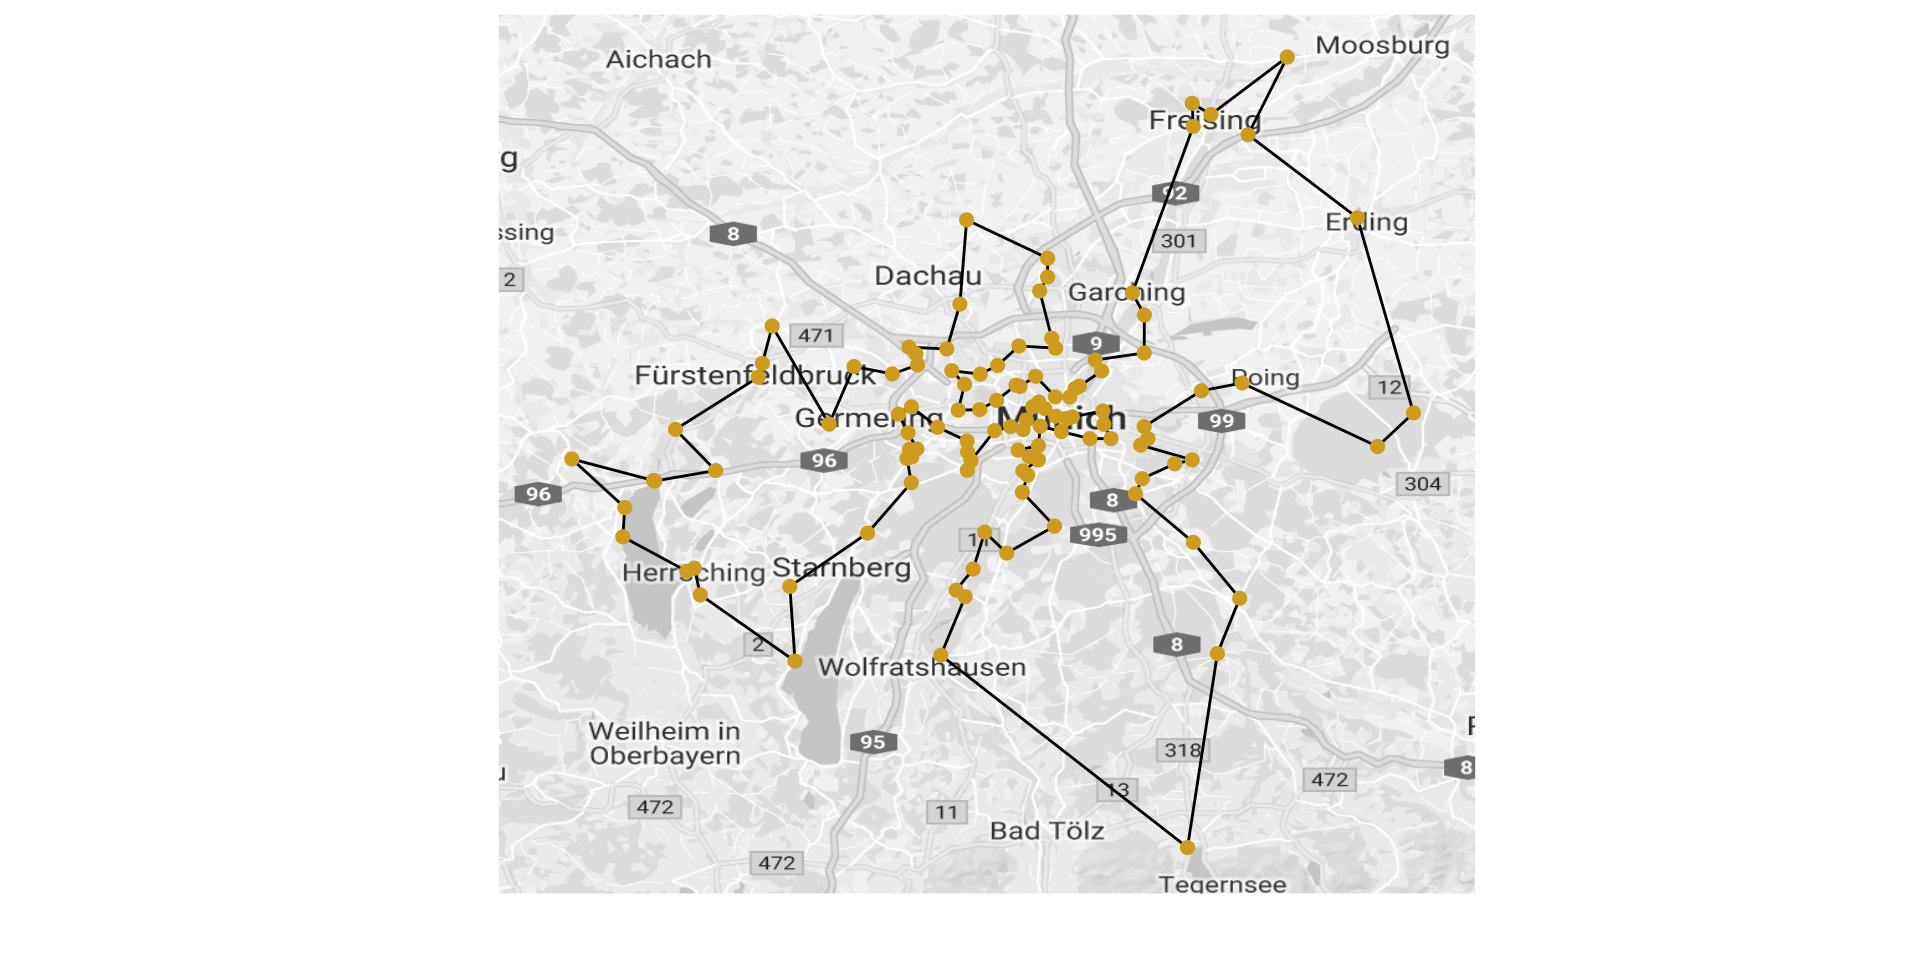 Moosburg
Aichach
Freising
g
92
ssing
8
Erding
301
2
Dachau
Garching
471
9
Fürstenfeldbruck
Poing
12
Germering
Munich
99
96
96
304
8
11
995
Herrsching
Starnberg
2
8
Wolfratshausen
Weilheim in
Oberbayern
95
318
8
472
13
472
11
Bad Tölz
472
Tegernsee